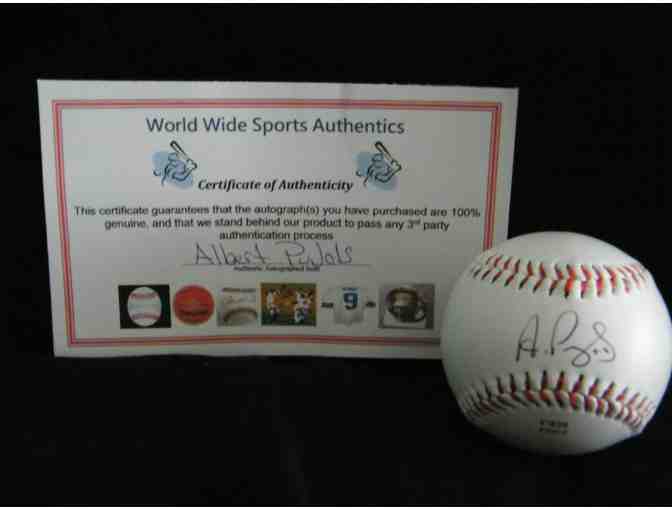 World Wide Sports Authentics
Certificate of Authenticity
This certificate guarantees that the autograph(s) you have purchased are 100%
genuine, and that we stand behind our product to pass any 3rd party
authentication process
Albert Pujols
Authentic Autographed Ball
9
A. Pujols